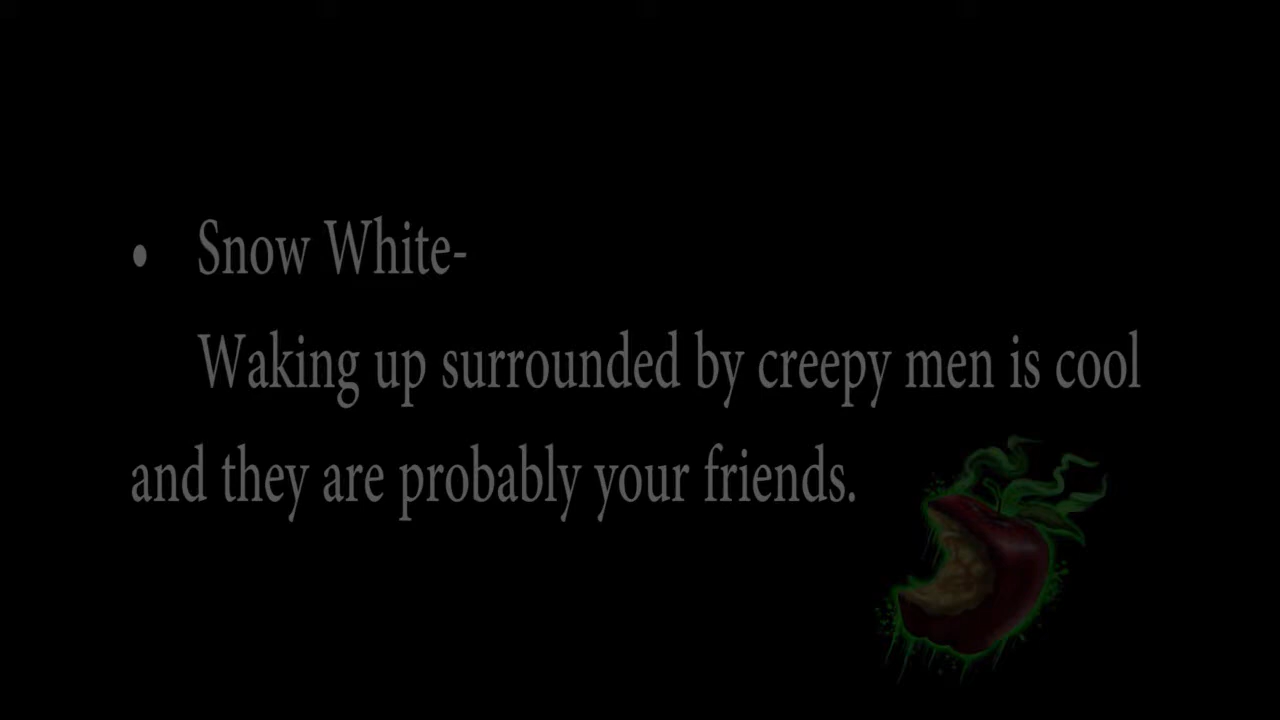 • Snow White-
Waking up surrounded by creepy men is cool
and they are probably your friends.